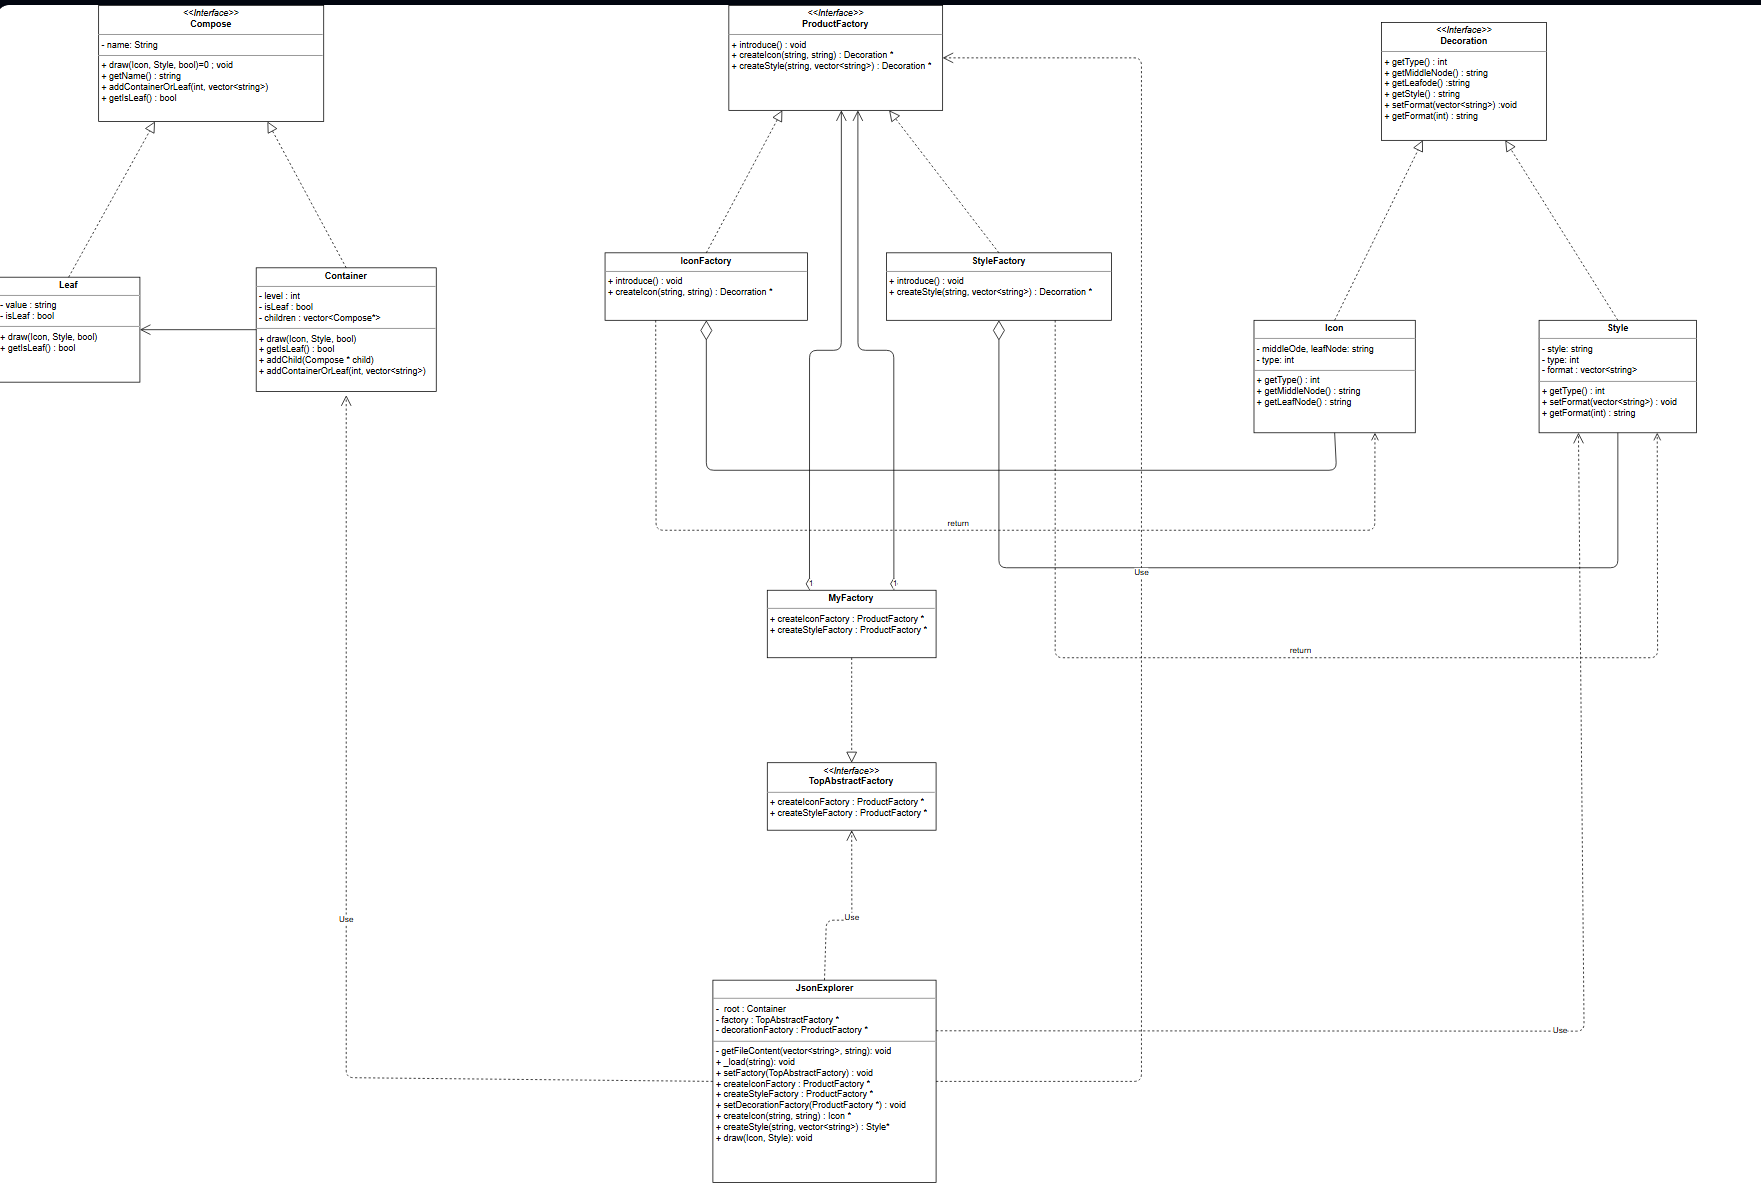 <<Interface>>
Compose
- name: String
+ draw(Icon, Style, bool)=0 ; void
+ getName() : string
+ addContainerOrLeaf(int, vector<string>)
+ getIsLeaf() : bool
<<Interface>>
ProductFactory
+ introduce() : void
+ createIcon(string, string) : Decoration *
+ createStyle(string, vector<string>) : Decoration *
<<Interface>>
Decoration
+ getType() : int
+ getMiddleNode() : string
+ getLeafode() :string
+ getStyle() : string
+ setFormat(vector<string>) :void
+ getFormat(int) : string
Leaf
- value : string
- isLeaf : bool
+ draw(Icon, Style, bool)
+ getIsLeaf() : bool
Container
- level : int
- isLeaf : bool
- children : vector<Compose*>
+ draw(Icon, Style, bool)
+ getIsLeaf() : bool
+ addChild(Compose * child)
+ addContainerOrLeaf(int, vector<string>)
IconFactory
+ introduce() : void
+ createIcon(string, string) : Decorration *
StyleFactory
+ introduce() : void
+ createStyle(string, vector<string>) : Decorration *
Icon
- middleOde, leafNode: string
- type: int
+ getType() : int
+ getMiddleNode() : string
+ getLeafNode() : string
Style
- style: string
- type: int
- format : vector<string>
+ getType() : int
+ setFormat(vector<string>) : void
+ getFormat(int) : string
return
Use
1
1
MyFactory
+ createIconFactory : ProductFactory *
+ createStyleFactory : ProductFactory *
return
<<Interface>>
TopAbstractFactory
+ createIconFactory : ProductFactory *
+ createStyleFactory : ProductFactory *
Use
Use
JsonExplorer
- root : Container
- factory : TopAbstractFactory *
- decorationFactory : ProductFactory *
- getFileContent(vector<string>, string): void
+ _load(string): void
+ setFactory(TopAbstractFactory) : void
+ createIconFactory : ProductFactory *
+ createStyleFactory : ProductFactory *
+ setDecorationFactory(ProductFactory *) : void
+ createIcon(string, string) : Icon *
+ createStyle(string, vector<string>) : Style*
+ draw(Icon, Style): void
Use